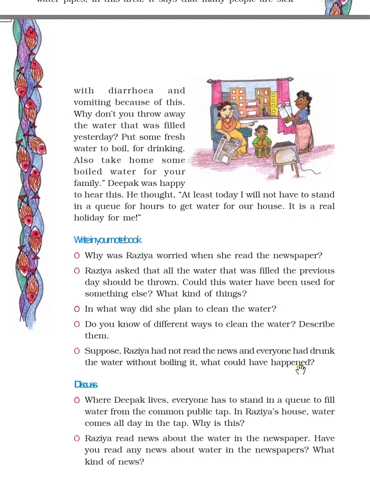 water pipes, in this area. It says that many people are sick
with diarrhoea and
vomiting because of this.
Why don't you throw away
the water that was filled
yesterday? Put some fresh
water to boil, for drinking.
Also take home some
boiled water for your
family." Deepak was happy
to hear this. He thought, "At least today I will not have to stand
in a queue for hours to get water for our house. It is a real
holiday for me!"
Write in your notebook
O Why was Raziya worried when she read the newspaper?
O Raziya asked that all the water that was filled the previous
day should be thrown. Could this water have been used for
something else? What kind of things?
O In what way did she plan to clean the water?
O Do you know of different ways to clean the water? Describe
them.
O Suppose, Raziya had not read the news and everyone had drunk
the water without boiling it, what could have happened?
Discuss
O Where Deepak lives, everyone has to stand in a queue to fill
water from the common public tap. In Raziya's house, water
comes all day in the tap. Why is this?
O Raziya read news about the water in the newspaper. Have
you read any news about water in the newspapers? What
kind of news?